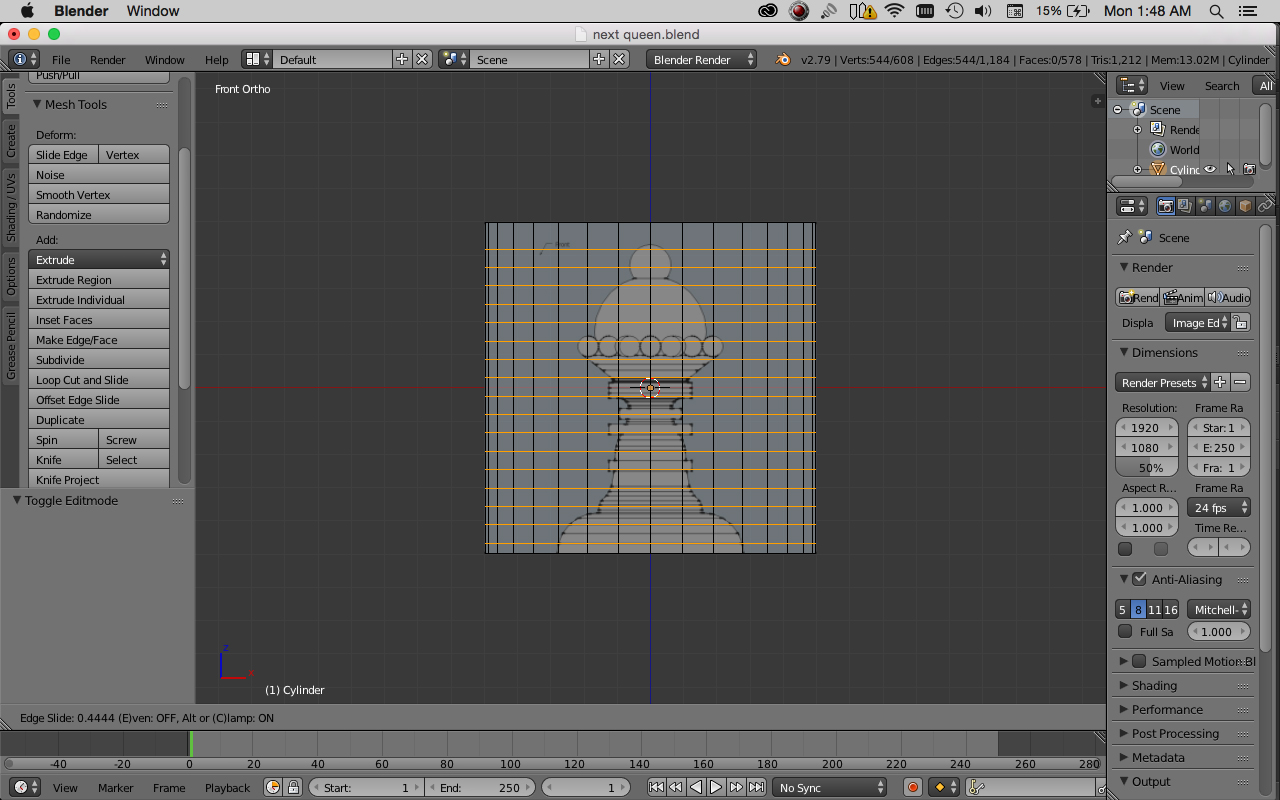 Blender Window 15% Mon 1:48 AM
next queen.blend
File Render Window Help Default Scene Blender Render v2.79 | Verts:544/608 | Edges:544/1,184 | Faces:0/578 | Tris:1,212 | Mem:13.02M | Cylinder
Push/Pull
Mesh Tools
Deform:
Slide Edge Vertex
Noise
Smooth Vertex
Randomize
Add:
Extrude
Extrude Region
Extrude Individual
Inset Faces
Make Edge/Face
Subdivide
Loop Cut and Slide
Offset Edge Slide
Duplicate
Spin Screw
Knife Select
Knife Project
Toggle Editmode
Tools
Create
Shading / UVs
Options
Grease Pencil
Front Ortho
front
z
x
(1) Cylinder
Edge Slide: 0.4444 (E)ven: OFF, Alt or (C)lamp: ON
View Search All
Scene
Rende
World
Cylinc
Scene
Render
Rend Anim Audio
Displa Image Ed
Dimensions
Render Presets
Resolution: Frame Ra
1920 Star: 1
1080 E: 250
50% Fra: 1
Aspect R... Frame Ra
1.000 24 fps
1.000 Time Re...
Anti-Aliasing
5 8 11 16 Mitchell-
Full Sa 1.000
Sampled Motion Bl
Shading
Performance
Post Processing
Metadata
Output
-40 -20 0 20 40 60 80 100 120 140 160 180 200 220 240 260 280
View Marker Frame Playback Start: 1 End: 250 1 No Sync